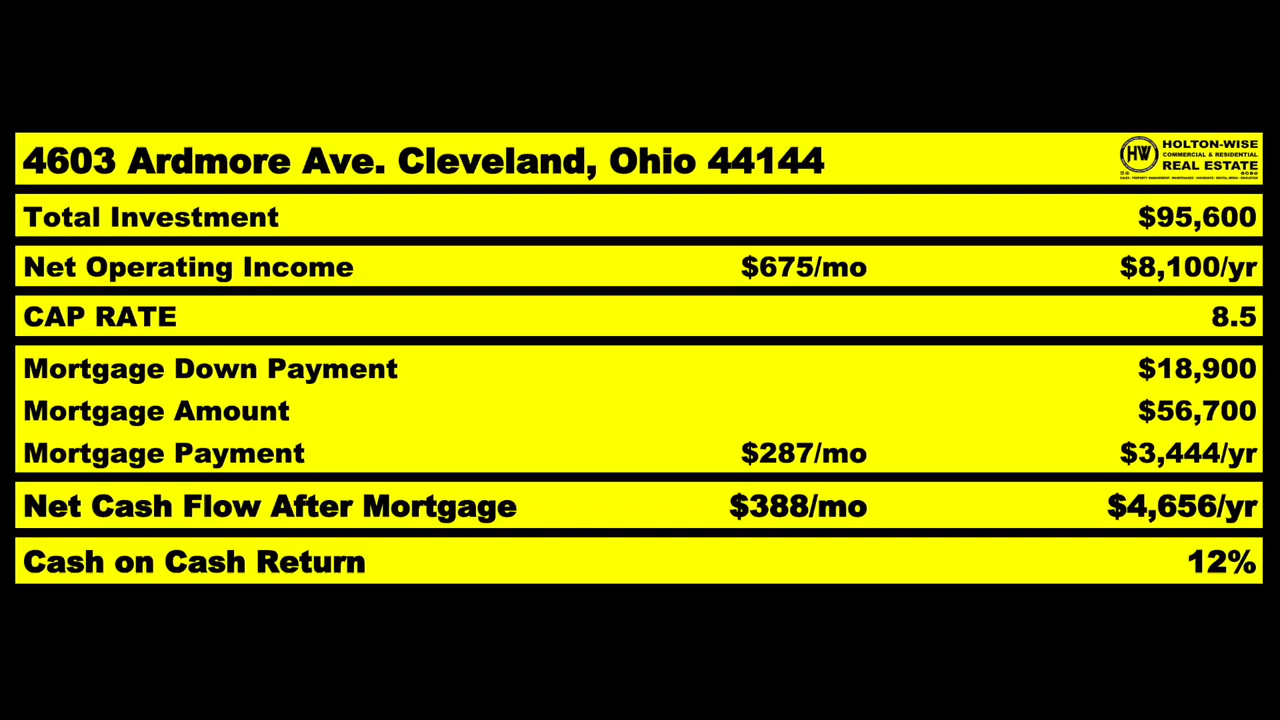 4603 Ardmore Ave. Cleveland, Ohio 44144
HW
HOLTON-WISE
COMMERCIAL & RESIDENTIAL
REAL ESTATE
Total Investment $95,600
Net Operating Income $675/mo $8,100/yr
CAP RATE 8.5
Mortgage Down Payment $18,900
Mortgage Amount $56,700
Mortgage Payment $287/mo $3,444/yr
Net Cash Flow After Mortgage $388/mo $4,656/yr
Cash on Cash Return 12%